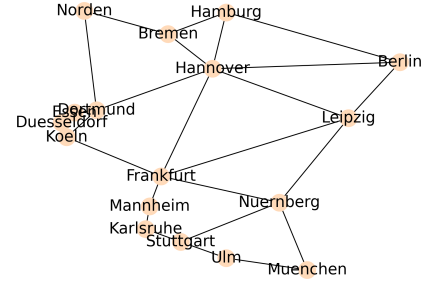 Norden
Hamburg
Bremen
Berlin
Hannover
Dortmund
Essen
Leipzig
Duesseldorf
Koeln
Frankfurt
Nuernberg
Mannheim
Karlsruhe
Stuttgart
Ulm
Muenchen